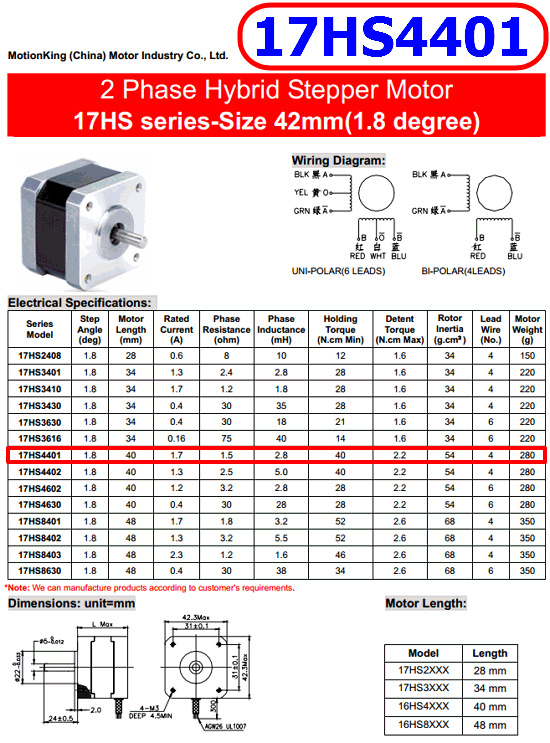 17HS4401
MotionKing (China) Motor Industry Co., Ltd.
2 Phase Hybrid Stepper Motor
17HS series-Size 42mm(1.8 degree)
Wiring Diagram:
BLK 黑 A
YEL 黄 O
GRN 绿 A̅
B O̅ B̅
红 白 蓝
RED WHT BLU
UNI-POLAR(6 LEADS)
BLK 黑 A
GRN 绿 A̅
B B̅
红 蓝
RED BLU
BI-POLAR(4LEADS)
Electrical Specifications:
Series Model Step Angle (deg) Motor Length (mm) Rated Current (A) Phase Resistance (ohm) Phase Inductance (mH) Holding Torque (N.cm Min) Detent Torque (N.cm Max) Rotor Inertia (g.cm²) Lead Wire (No.) Motor Weight (g)
17HS2408 1.8 28 0.6 8 10 12 1.6 34 4 150
17HS3401 1.8 34 1.3 2.4 2.8 28 1.6 34 4 220
17HS3410 1.8 34 1.7 1.2 1.8 28 1.6 34 4 220
17HS3430 1.8 34 0.4 30 35 28 1.6 34 4 220
17HS3630 1.8 34 0.4 30 18 21 1.6 34 6 220
17HS3616 1.8 34 0.16 75 40 14 1.6 34 6 220
17HS4401 1.8 40 1.7 1.5 2.8 40 2.2 54 4 280
17HS4402 1.8 40 1.3 2.5 5.0 40 2.2 54 4 280
17HS4602 1.8 40 1.2 3.2 2.8 28 2.2 54 6 280
17HS4630 1.8 40 0.4 30 28 28 2.2 54 6 280
17HS8401 1.8 48 1.7 1.8 3.2 52 2.6 68 4 350
17HS8402 1.8 48 1.3 3.2 5.5 52 2.6 68 4 350
17HS8403 1.8 48 2.3 1.2 1.6 46 2.6 68 4 350
17HS8630 1.8 48 0.4 30 38 34 2.6 68 6 350
*Note: We can manufacture products according to customer's requirements.
Dimensions: unit=mm
L Max
42.3Max
31±0.1
31±0.1
42.3Max
2.0
24±0.5
4-M3
DEEP 4.5MIN
300
AGW26 UL1007
Motor Length:
Model Length
17HS2XXX 28 mm
17HS3XXX 34 mm
16HS4XXX 40 mm
16HS8XXX 48 mm